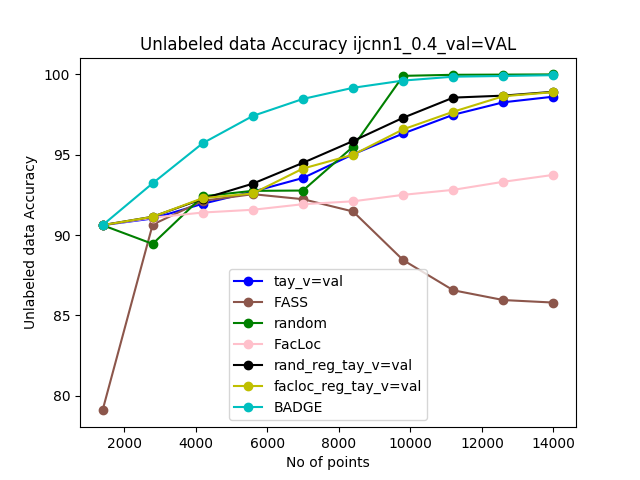 Unlabeled data Accuracy ijcnn1_0.4_val=VAL
Unlabeled data Accuracy
100
95
90
85
80
tay_v=val
FASS
random
FacLoc
rand_reg_tay_v=val
facloc_reg_tay_v=val
BADGE
2000 4000 6000 8000 10000 12000 14000
No of points